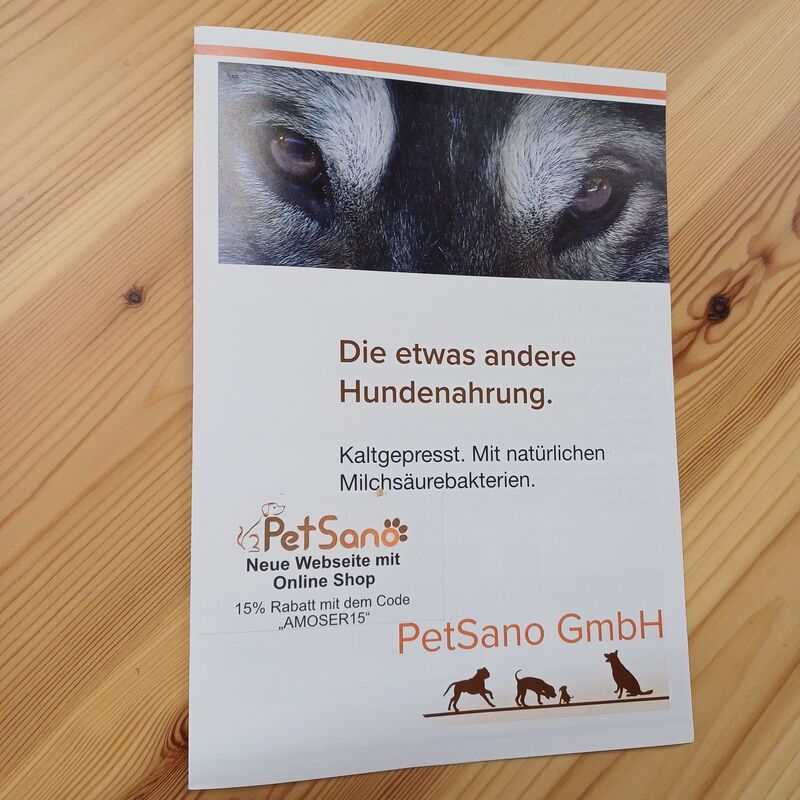 Die etwas andere
Hundenahrung.
Kaltgepresst. Mit natürlichen
Milchsäurebakterien.
PetSano
Neue Webseite mit
Online Shop
15% Rabatt mit dem Code
„AMOSER15“
PetSano GmbH